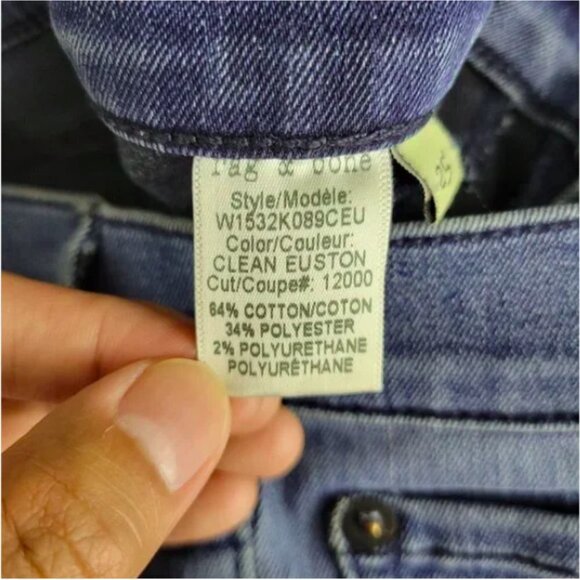 rag & bone
Style/Modèle:
W1532K089CEU
Color/Couleur:
CLEAN EUSTON
Cut/Coupe#: 12000
64% COTTON/COTON
34% POLYESTER
2% POLYURETHANE
POLYURÉTHANE
25